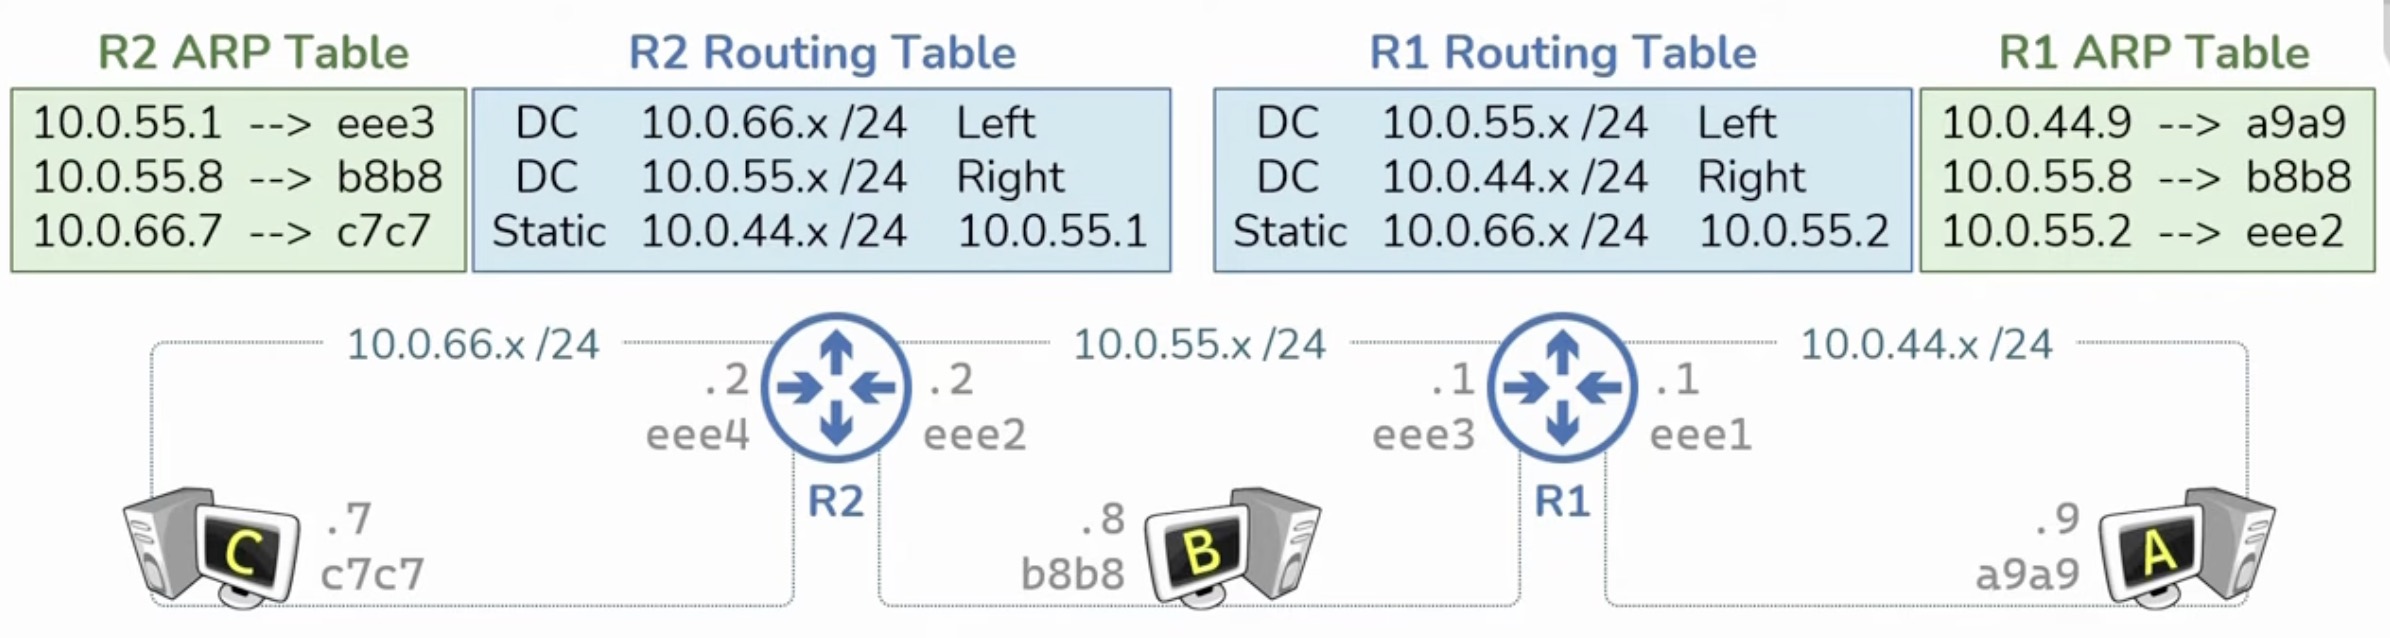 R2 ARP Table
10.0.55.1 --> eee3
10.0.55.8 --> b8b8
10.0.66.7 --> c7c7
R2 Routing Table
DC 10.0.66.x /24 Left
DC 10.0.55.x /24 Right
Static 10.0.44.x /24 10.0.55.1
R1 Routing Table
DC 10.0.55.x /24 Left
DC 10.0.44.x /24 Right
Static 10.0.66.x /24 10.0.55.2
R1 ARP Table
10.0.44.9 --> a9a9
10.0.55.8 --> b8b8
10.0.55.2 --> eee2
10.0.66.x /24
10.0.55.x /24
10.0.44.x /24
.2
eee4
.2
eee2
R2
.1
eee3
.1
eee1
R1
C
.7
c7c7
.8
b8b8
B
.9
a9a9
A